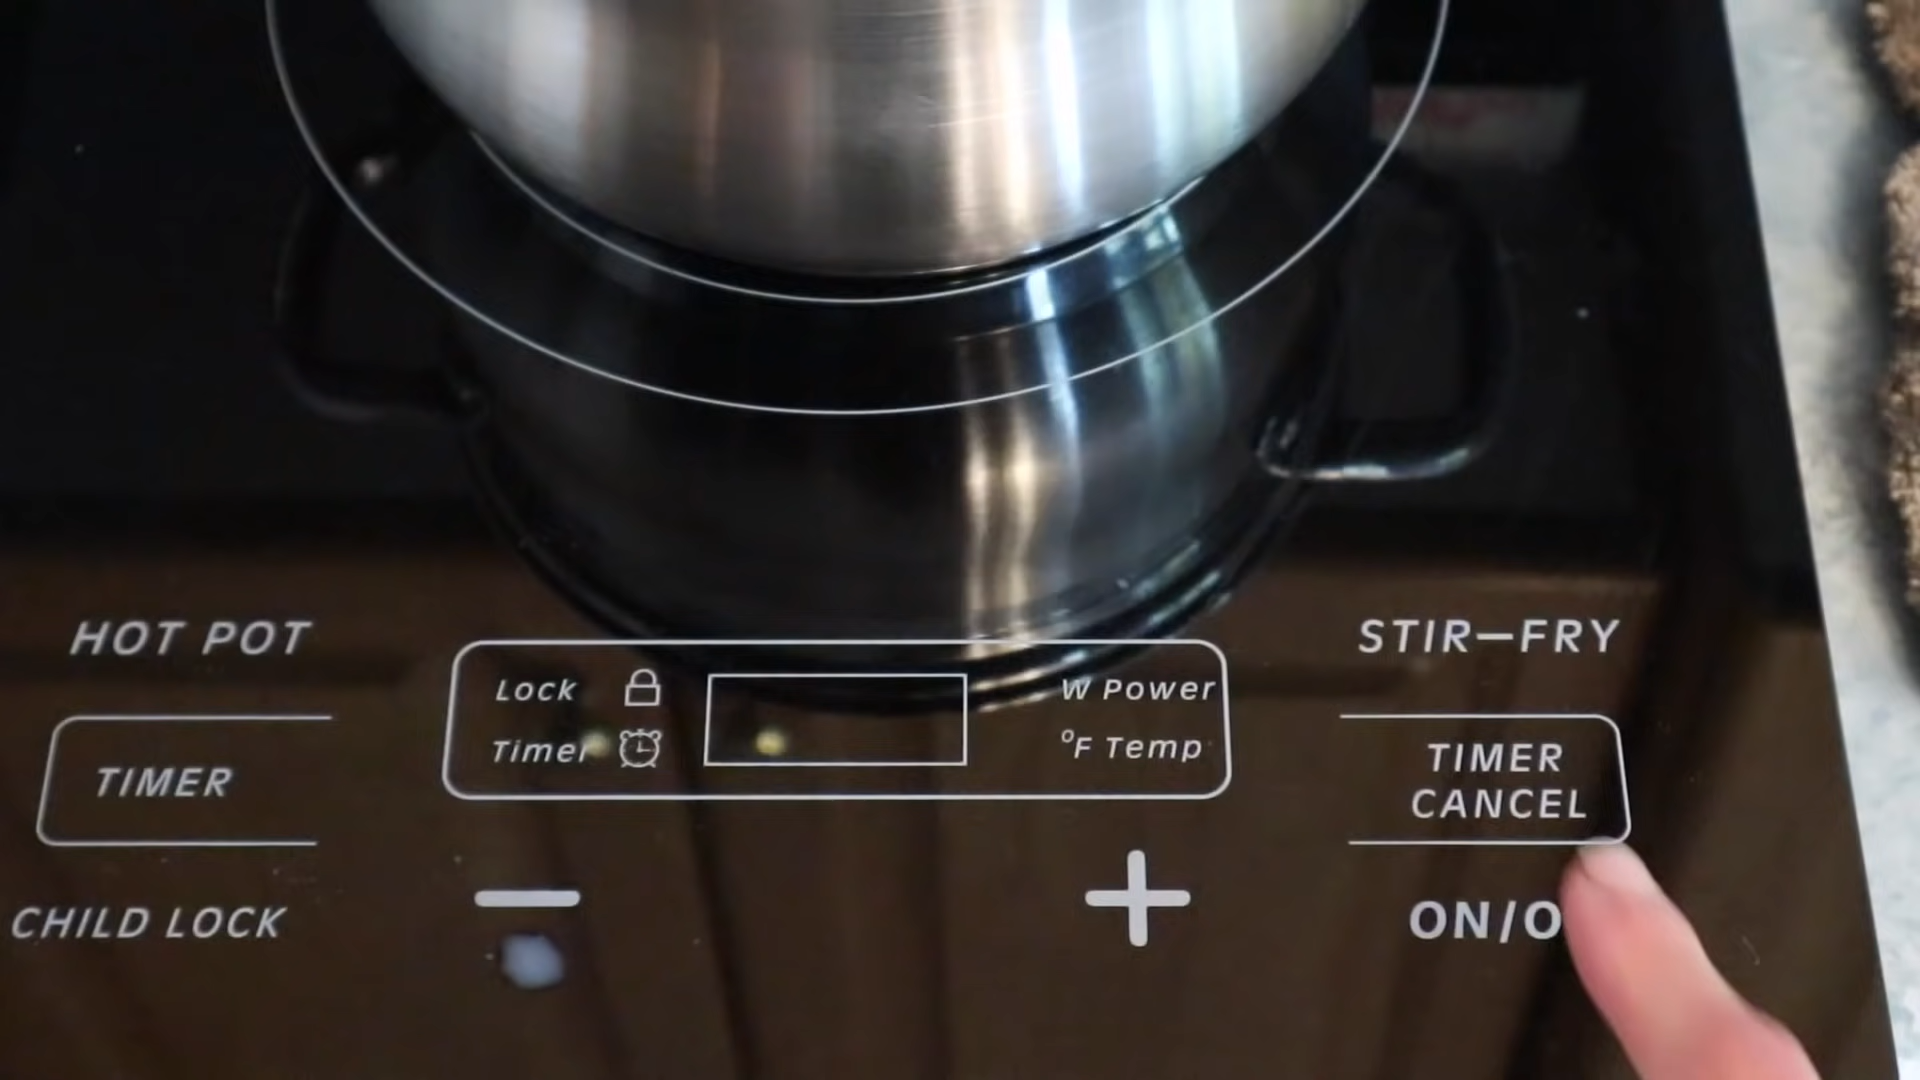 HOT POT
STIR–FRY
Lock
W Power
Timer
°F Temp
TIMER
TIMER
CANCEL
CHILD LOCK
–
+
ON/O